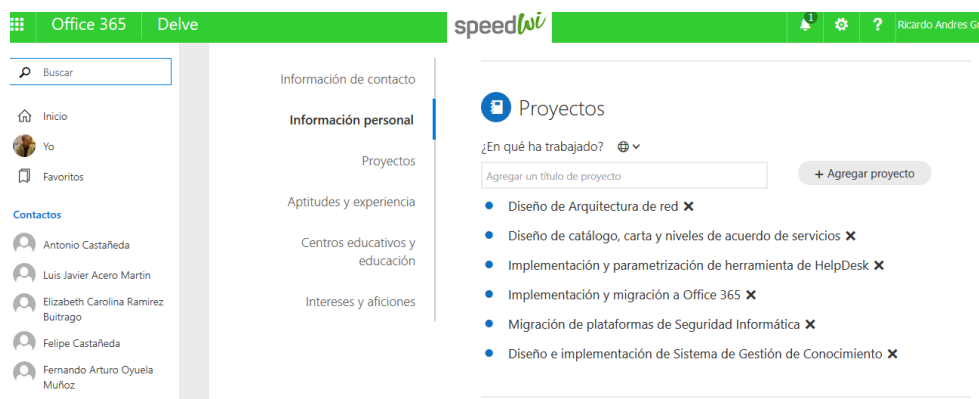 Office 365 Delve
speedwi
1
?
Ricardo Andres
Buscar
Inicio
Yo
Favoritos
Contactos
Antonio Castañeda
Luis Javier Acero Martin
Elizabeth Carolina Ramirez
Buitrago
Felipe Castañeda
Fernando Arturo Oyuela
Muñoz
Información de contacto
Información personal
Proyectos
Aptitudes y experiencia
Centros educativos y
educación
Intereses y aficiones
Proyectos
¿En qué ha trabajado?
Agregar un título de proyecto
+ Agregar proyecto
Diseño de Arquitectura de red
Diseño de catálogo, carta y niveles de acuerdo de servicios
Implementación y parametrización de herramienta de HelpDesk
Implementación y migración a Office 365
Migración de plataformas de Seguridad Informática
Diseño e implementación de Sistema de Gestión de Conocimiento